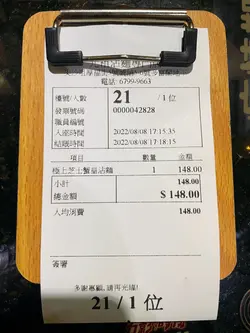 電話: 6799-9663
檯號/人數 21 / 1 位
發票號碼 0000042828
職員編號
入座時間 2022/08/08 17:15:35
結賬時間 2022/08/08 17:18:15
項目 數量 金額
極上芝士蟹皇沾麵 1 148.00
小計 148.00
總金額 $ 148.00
人均消費 148.00
簽署
多謝惠顧, 請再光臨!
21 / 1 位